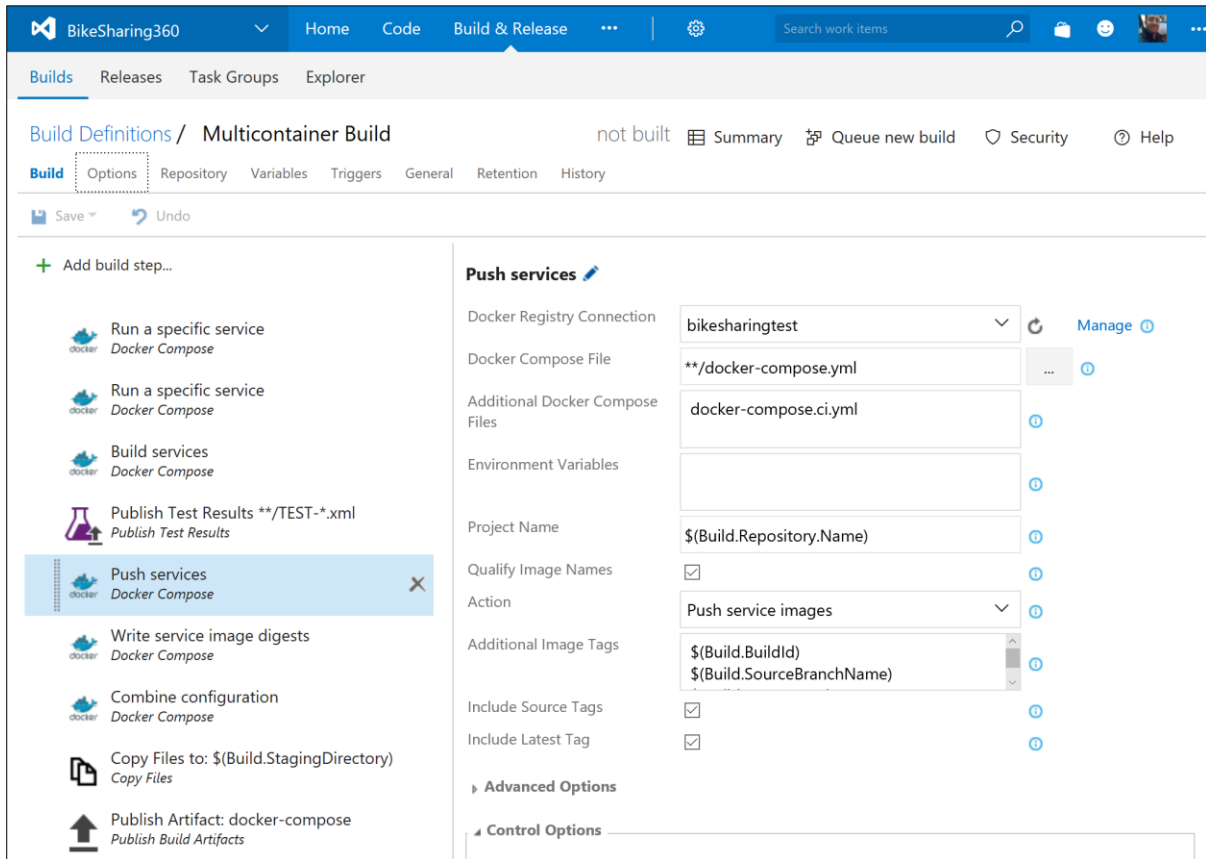 BikeSharing360 Home Code Build & Release ... Search work items ...
Builds Releases Task Groups Explorer
Build Definitions / Multicontainer Build not built Summary Queue new build Security Help
Build Options Repository Variables Triggers General Retention History
Save Undo
+ Add build step...
docker Run a specific service
Docker Compose
docker Run a specific service
Docker Compose
docker Build services
Docker Compose
Publish Test Results **/TEST-*.xml
Publish Test Results
docker Push services
Docker Compose
docker Write service image digests
Docker Compose
docker Combine configuration
Docker Compose
Copy Files to: $(Build.StagingDirectory)
Copy Files
Publish Artifact: docker-compose
Publish Build Artifacts
Push services
Docker Registry Connection bikesharingtest Manage
Docker Compose File **/docker-compose.yml ...
Additional Docker Compose Files docker-compose.ci.yml
Environment Variables
Project Name $(Build.Repository.Name)
Qualify Image Names
Action Push service images
Additional Image Tags $(Build.BuildId)
$(Build.SourceBranchName)
Include Source Tags
Include Latest Tag
Advanced Options
Control Options